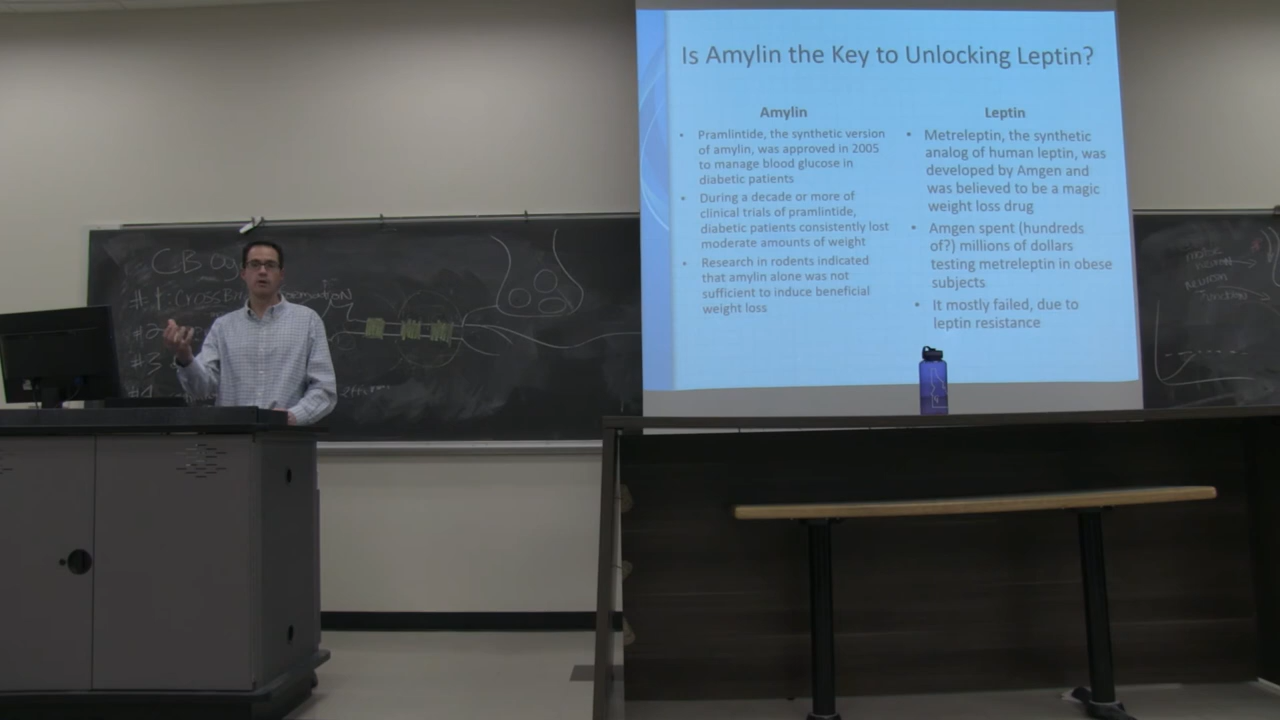 Is Amylin the Key to Unlocking Leptin?
Amylin
• Pramlintide, the synthetic version
of amylin, was approved in 2005
to manage blood glucose in
diabetic patients
• During a decade or more of
clinical trials of pramlintide,
diabetic patients consistently lost
moderate amounts of weight
• Research in rodents indicated
that amylin alone was not
sufficient to induce beneficial
weight loss
Leptin
• Metreleptin, the synthetic
analog of human leptin, was
developed by Amgen and
was believed to be a magic
weight loss drug
• Amgen spent (hundreds
of?) millions of dollars
testing metreleptin in obese
subjects
• It mostly failed, due to
leptin resistance
#2
#3
#4